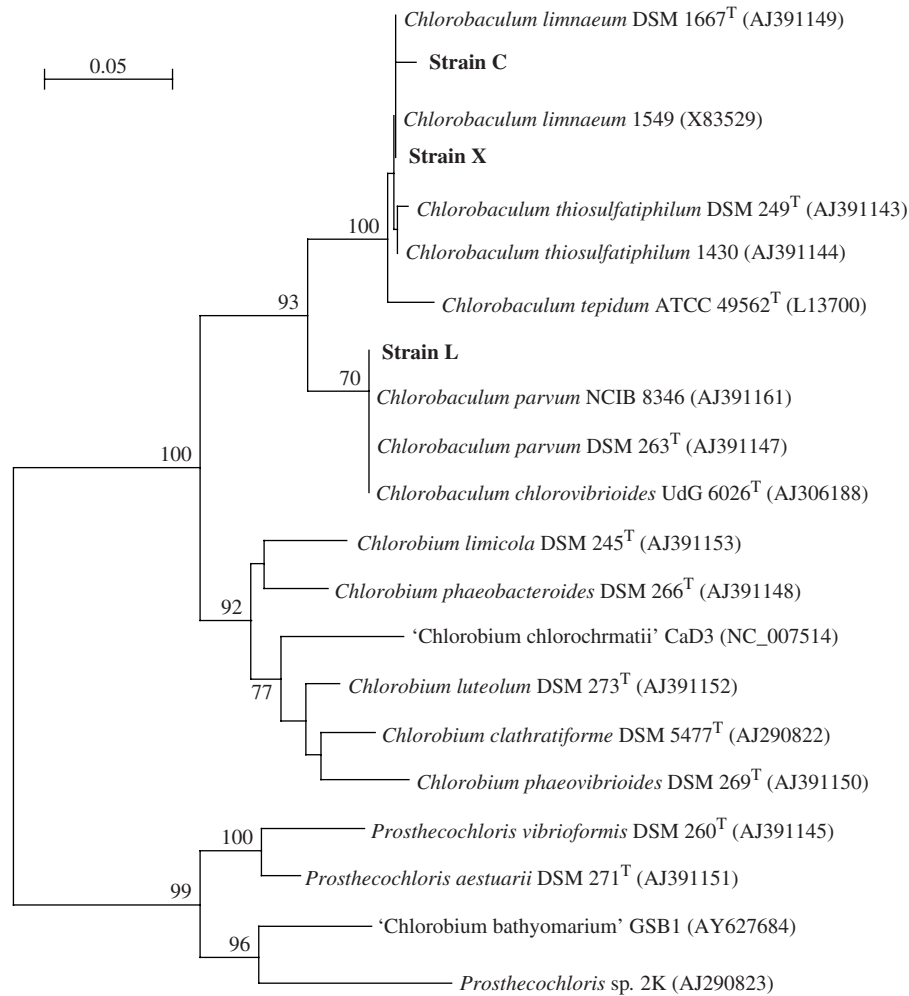 Chlorobaculum limnaeum DSM 1667T (AJ391149)
0.05
Strain C
Chlorobaculum limnaeum 1549 (X83529)
Strain X
Chlorobaculum thiosulfatiphilum DSM 249T (AJ391143)
100
Chlorobaculum thiosulfatiphilum 1430 (AJ391144)
93
Chlorobaculum tepidum ATCC 49562T (L13700)
Strain L
70
Chlorobaculum parvum NCIB 8346 (AJ391161)
100
Chlorobaculum parvum DSM 263T (AJ391147)
Chlorobaculum chlorovibrioides UdG 6026T (AJ306188)
Chlorobium limicola DSM 245T (AJ391153)
Chlorobium phaeobacteroides DSM 266T (AJ391148)
92
‘Chlorobium chlorochrmatii’ CaD3 (NC_007514)
77
Chlorobium luteolum DSM 273T (AJ391152)
Chlorobium clathratiforme DSM 5477T (AJ290822)
Chlorobium phaeovibrioides DSM 269T (AJ391150)
Prosthecochloris vibrioformis DSM 260T (AJ391145)
100
Prosthecochloris aestuarii DSM 271T (AJ391151)
99
‘Chlorobium bathyomarium’ GSB1 (AY627684)
96
Prosthecochloris sp. 2K (AJ290823)